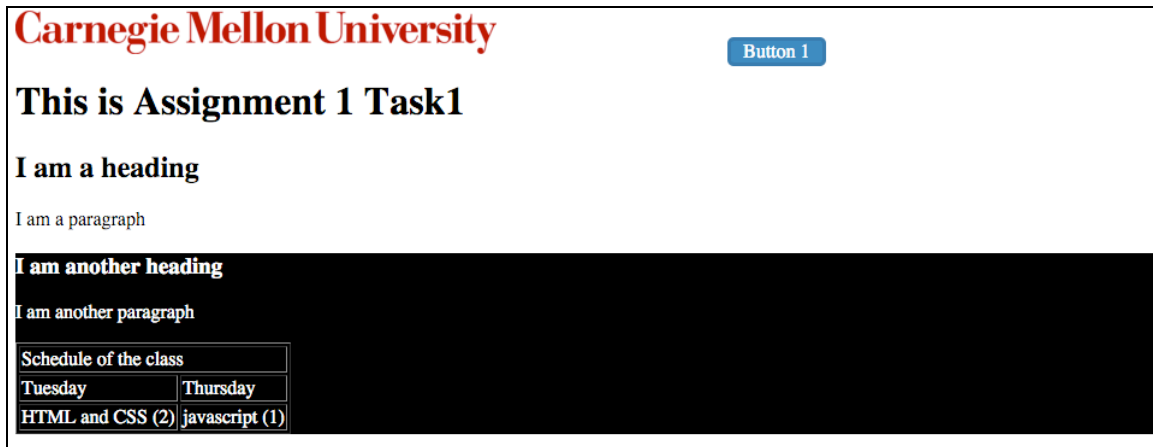 Carnegie Mellon University
Button 1
This is Assignment 1 Task1
I am a heading
I am a paragraph
I am another heading
I am another paragraph
Schedule of the class
Tuesday Thursday
HTML and CSS (2) javascript (1)